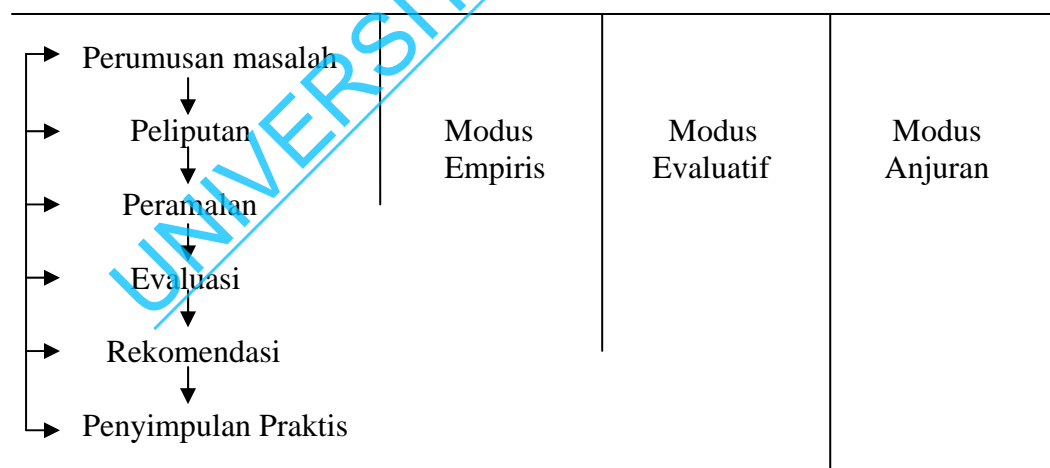 UNIVERSIT
Perumusan masalah
Peliputan
Peramalan
Evaluasi
Rekomendasi
Penyimpulan Praktis
Modus
Empiris
Modus
Evaluatif
Modus
Anjuran